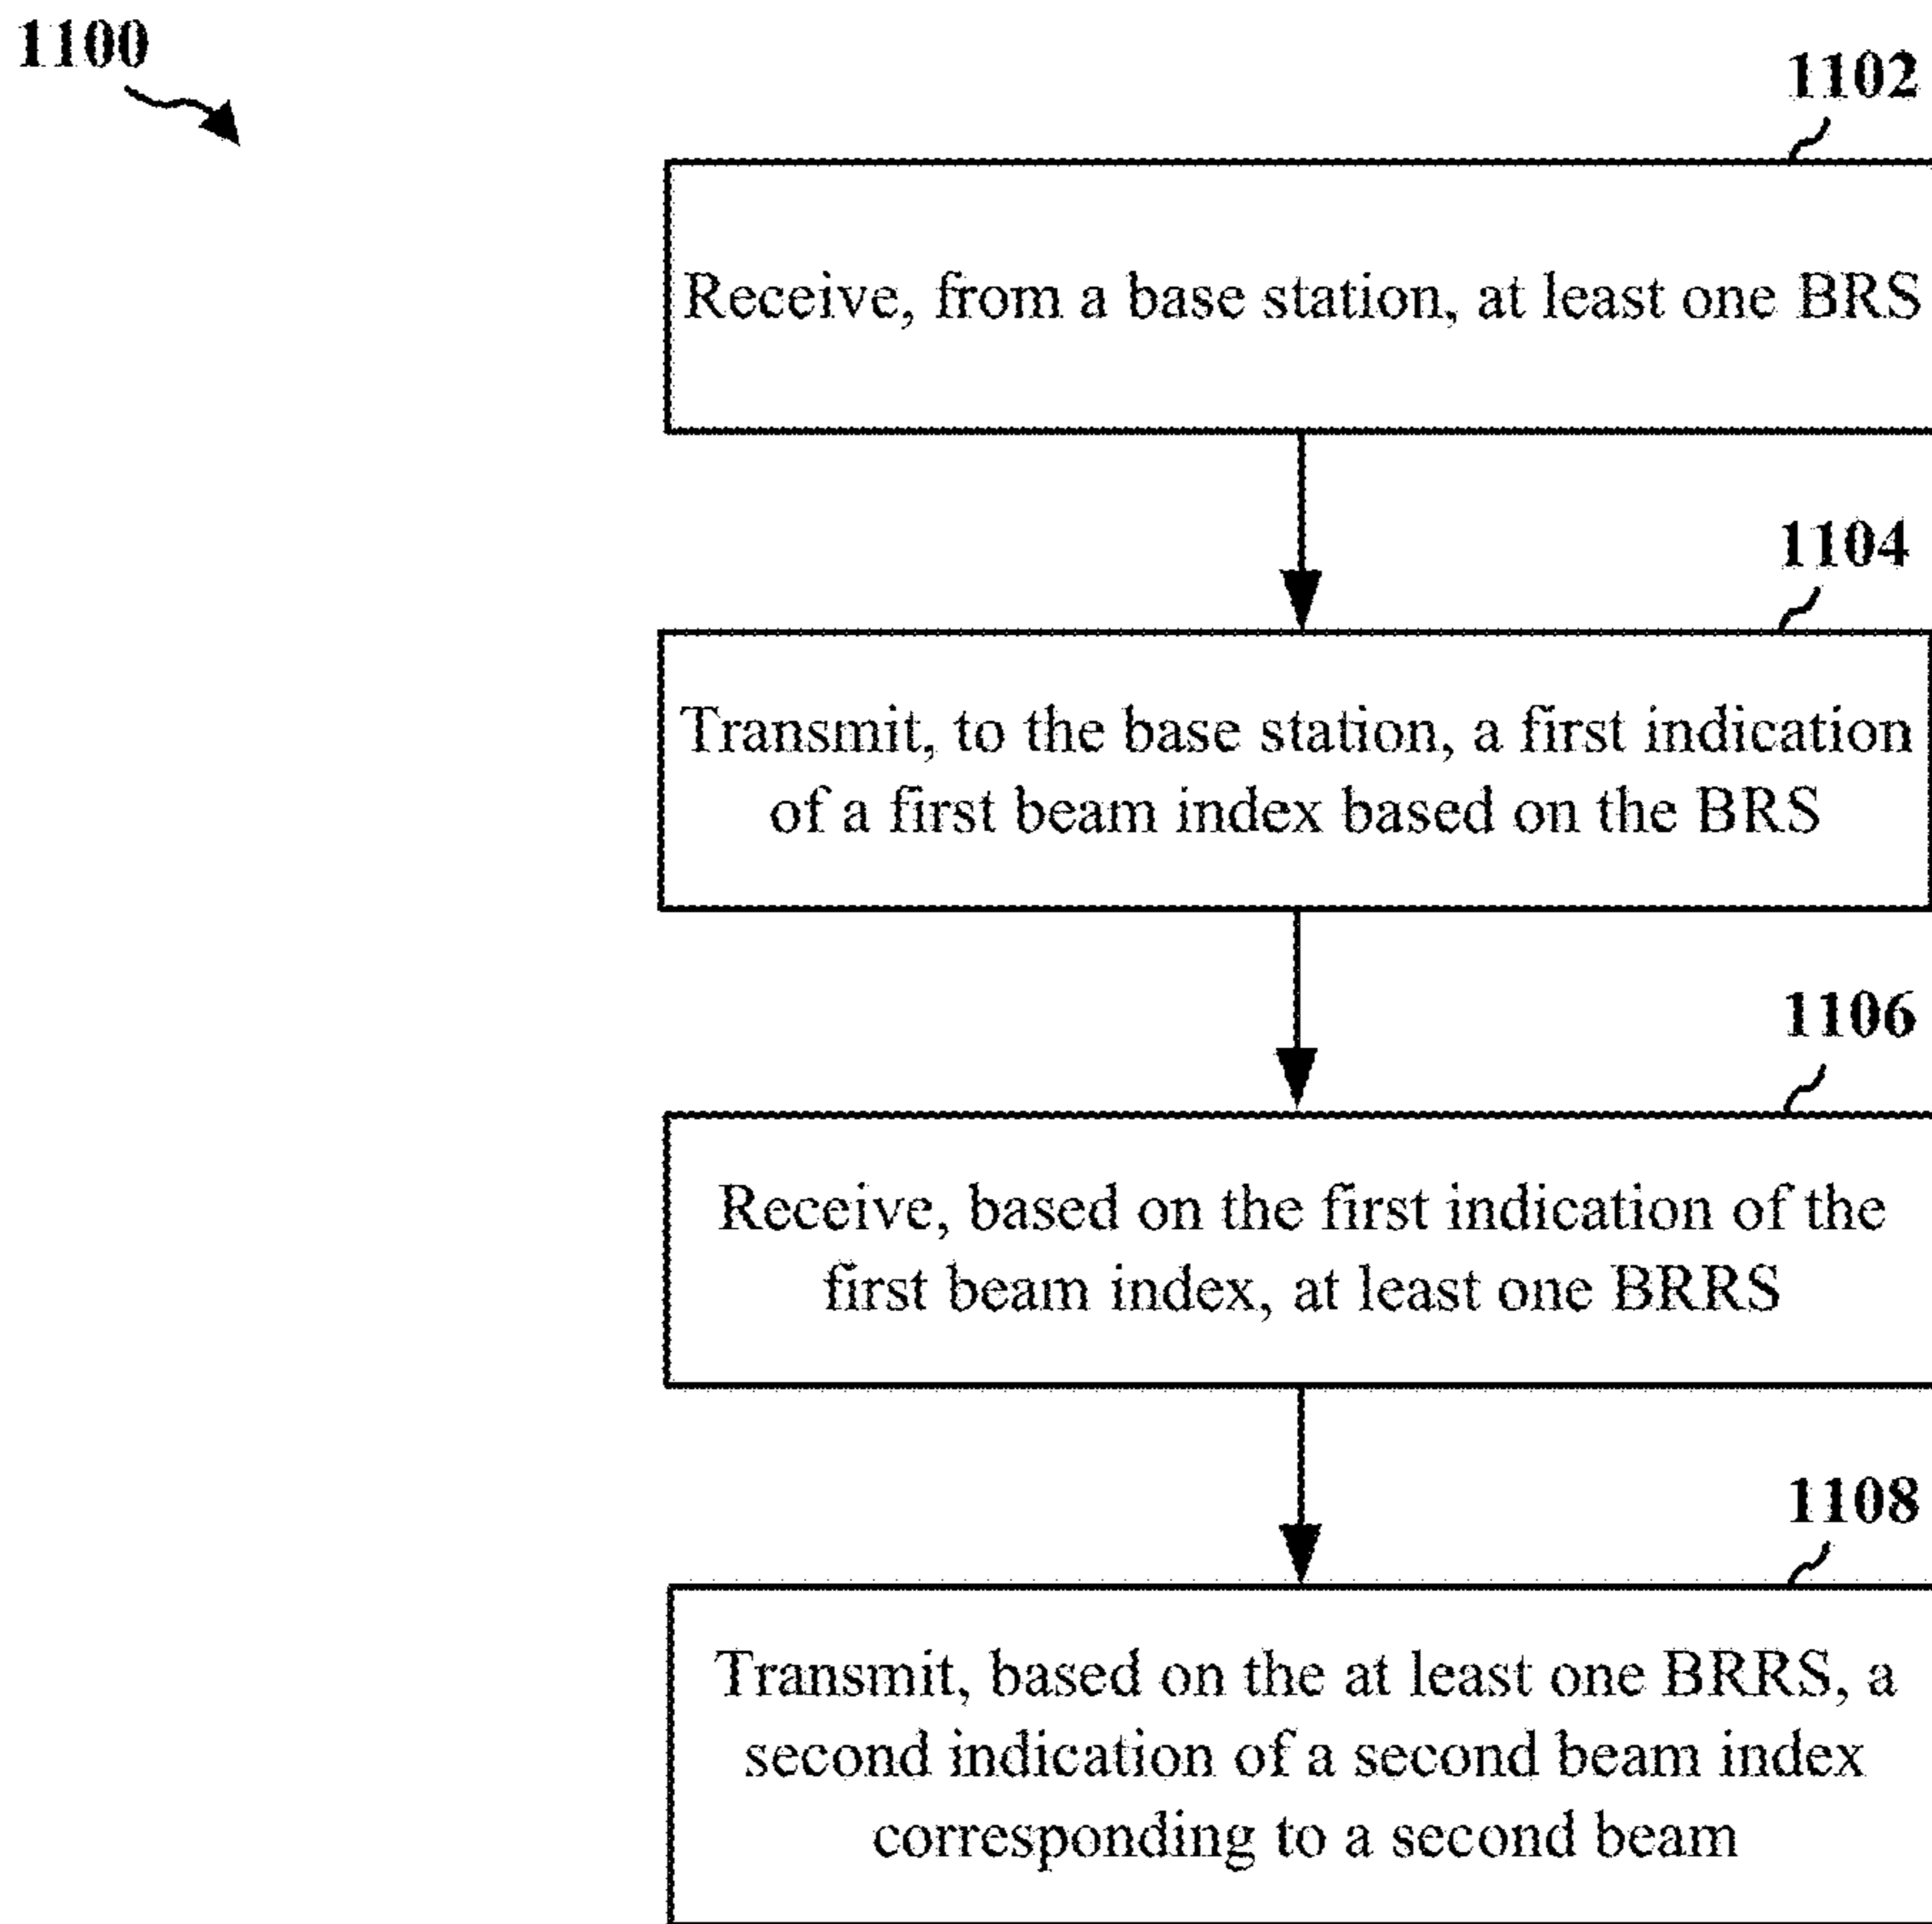 1100
1102
Receive, from a base station, at least one BRS
1104
Transmit, to the base station, a first indication
of a first beam index based on the BRS
1106
Receive, based on the first indication of the
first beam index, at least one BRRS
1108
Transmit, based on the at least one BRRS, a
second indication of a second beam index
corresponding to a second beam